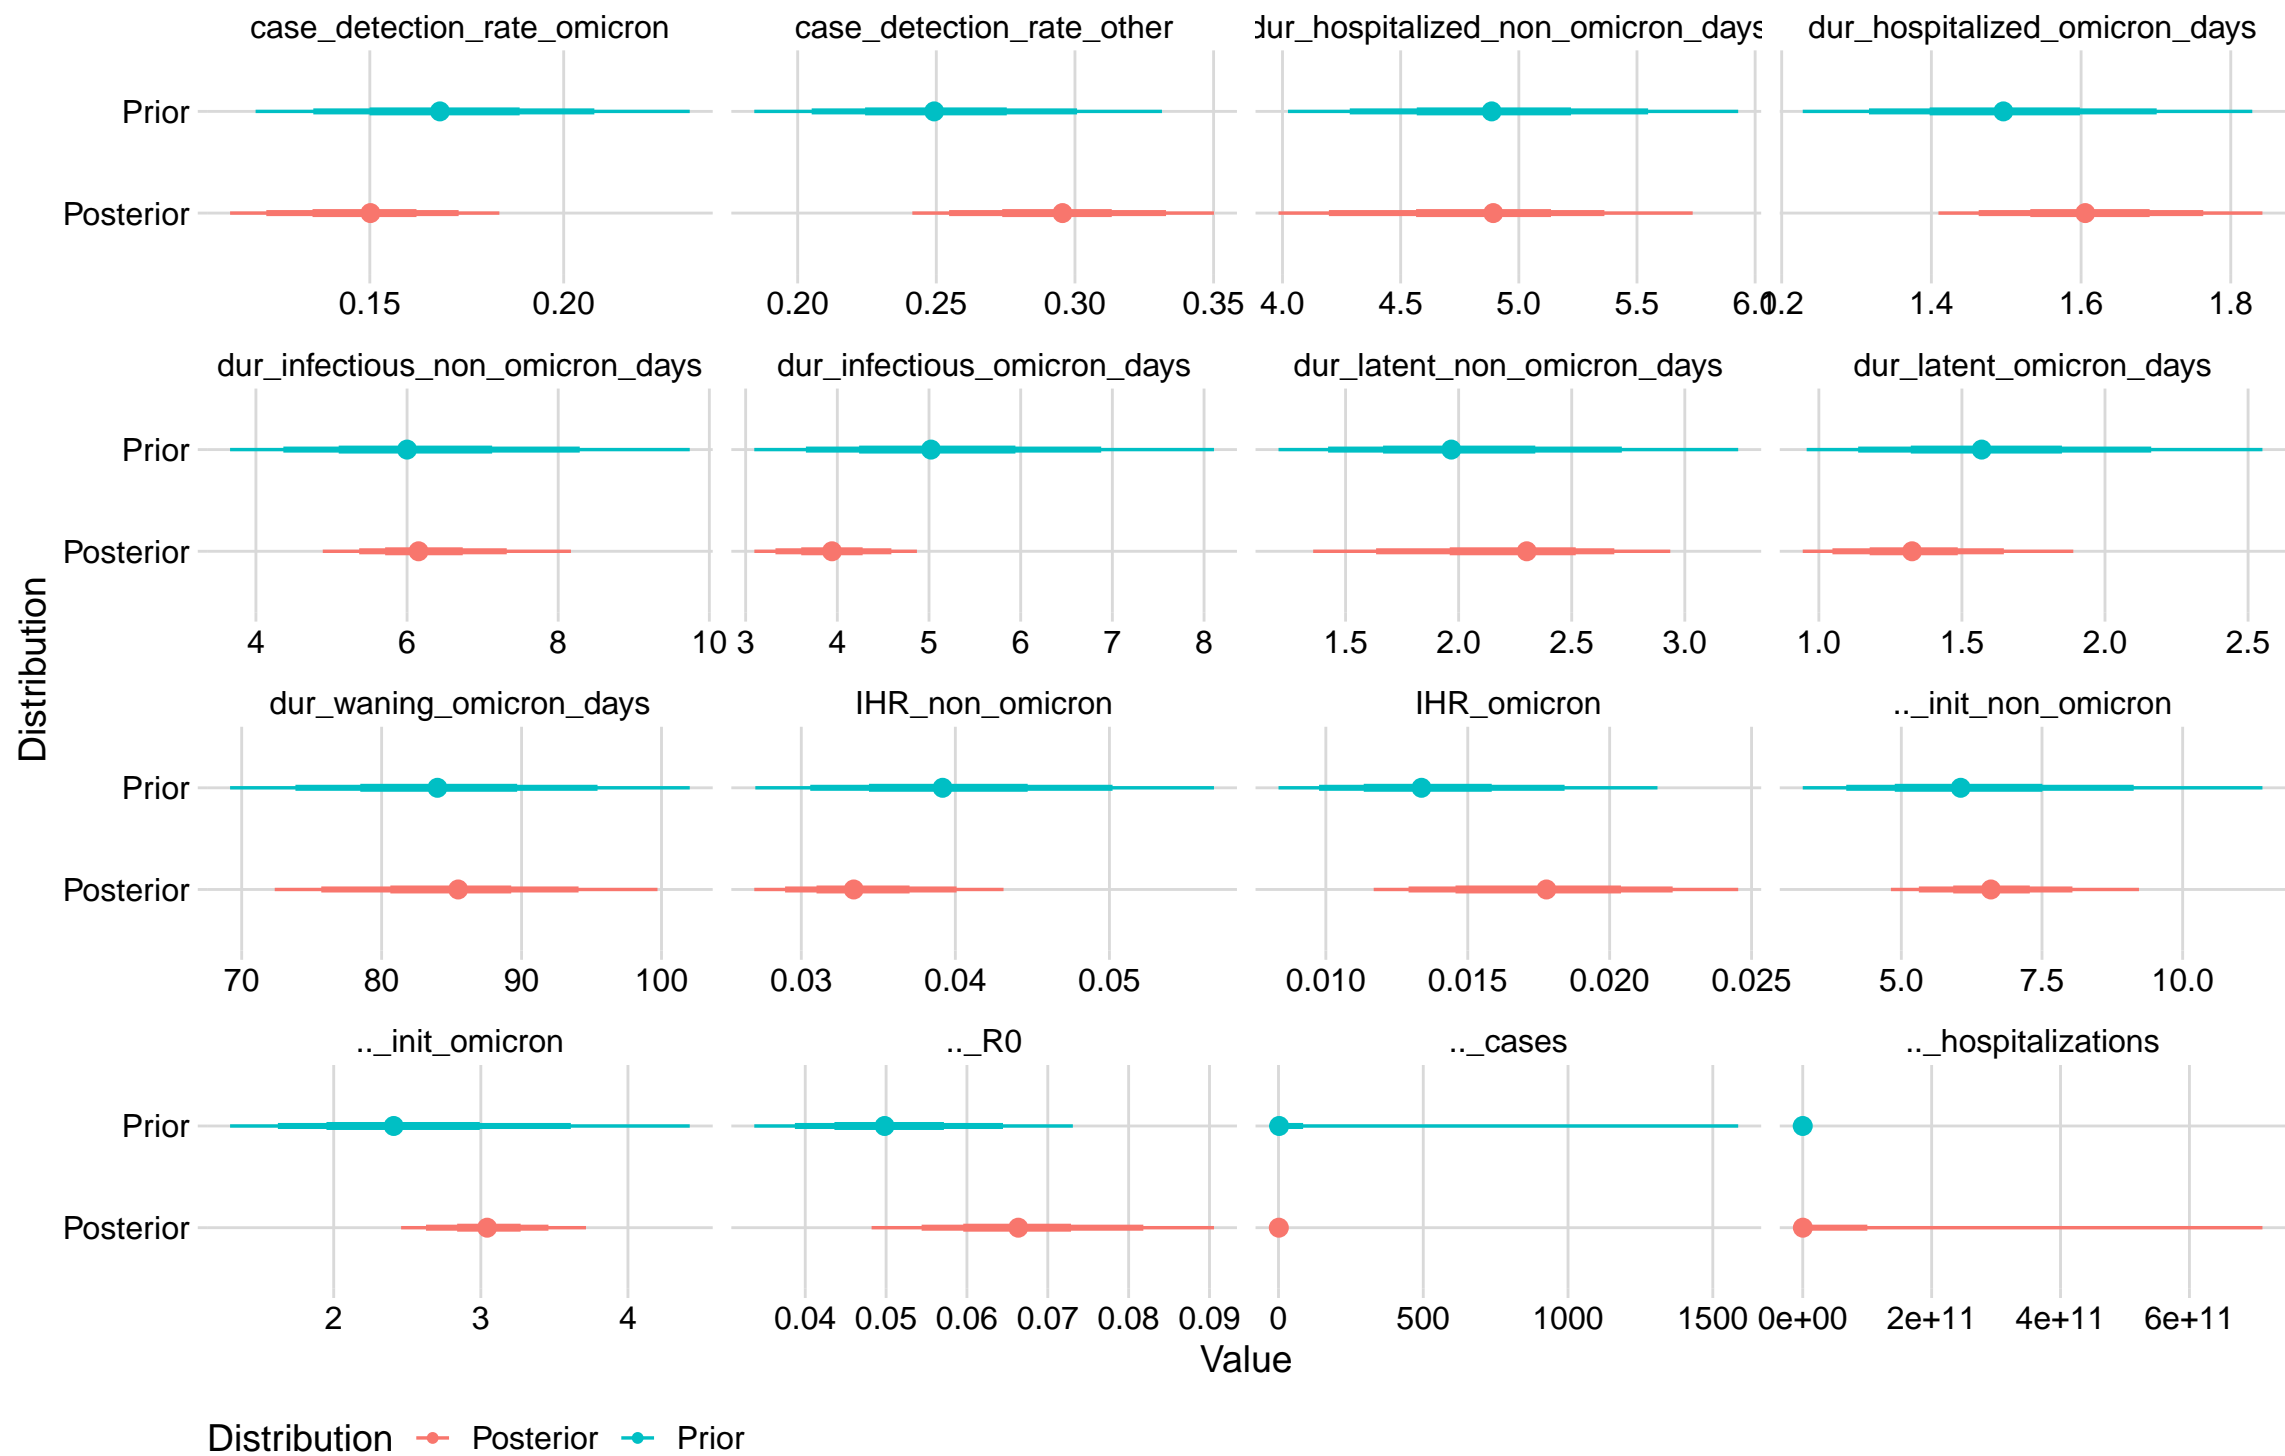 case_detection_rate_omicron case_detection_rate_other dur_hospitalized_non_omicron_days dur_hospitalized_omicron_days
Prior
Posterior
0.15 0.20 0.20 0.25 0.30 0.35 4.0 4.5 5.0 5.5 6.0 1.2 1.4 1.6 1.8
dur_infectious_non_omicron_days dur_infectious_omicron_days dur_latent_non_omicron_days dur_latent_omicron_days
Prior
Posterior
4 6 8 10 3 4 5 6 7 8 1.5 2.0 2.5 3.0 1.0 1.5 2.0 2.5
Distribution
dur_waning_omicron_days IHR_non_omicron IHR_omicron .._init_non_omicron
Prior
Posterior
70 80 90 100 0.03 0.04 0.05 0.010 0.015 0.020 0.025 5.0 7.5 10.0
.._init_omicron .._R0 .._cases .._hospitalizations
Prior
Posterior
2 3 4 0.04 0.05 0.06 0.07 0.08 0.09 0 500 1000 1500 0e+00 2e+11 4e+11 6e+11
Value
Distribution Posterior Prior